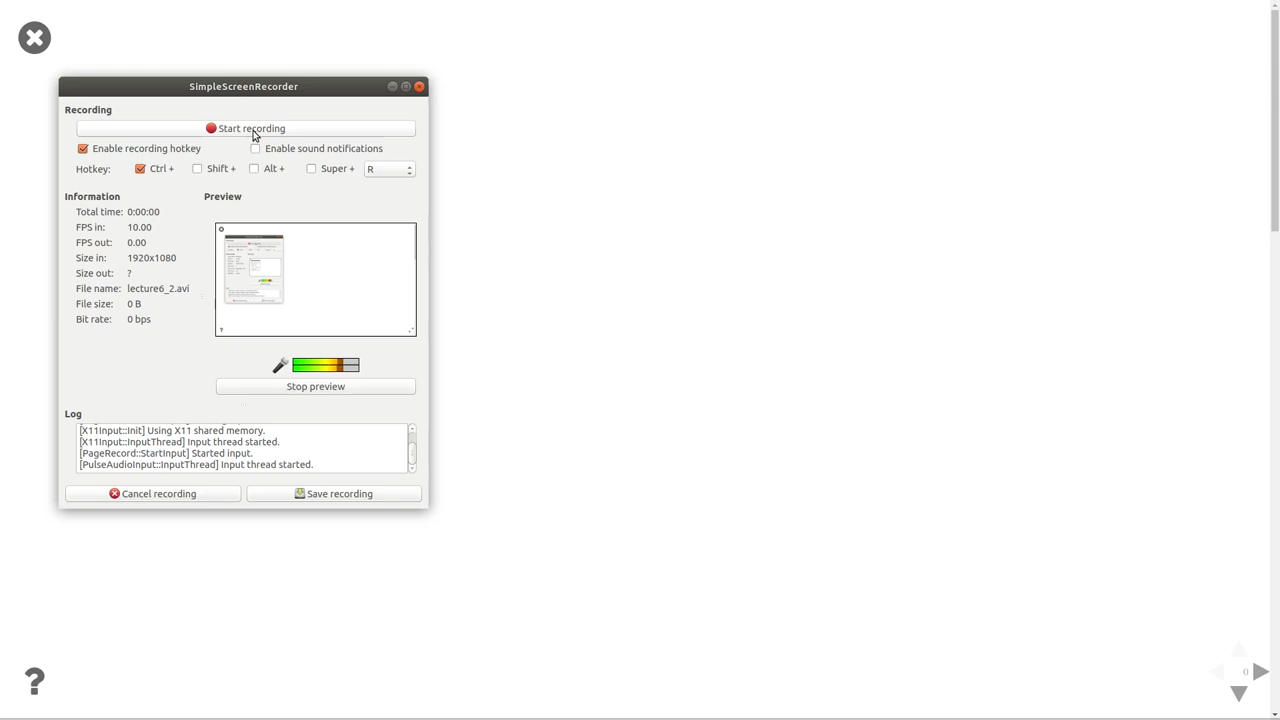 SimpleScreenRecorder
Recording
Start recording
Enable recording hotkey Enable sound notifications
Hotkey: Ctrl + Shift + Alt + Super + R
Information Preview
Total time: 0:00:00
FPS in: 10.00
FPS out: 0.00
Size in: 1920x1080
Size out: ?
File name: lecture6_2.avi
File size: 0 B
Bit rate: 0 bps
Stop preview
Log
[X11Input::Init] Using X11 shared memory.
[X11Input::InputThread] Input thread started.
[PageRecord::StartInput] Started input.
[PulseAudioInput::InputThread] Input thread started.
Cancel recording Save recording
?
0